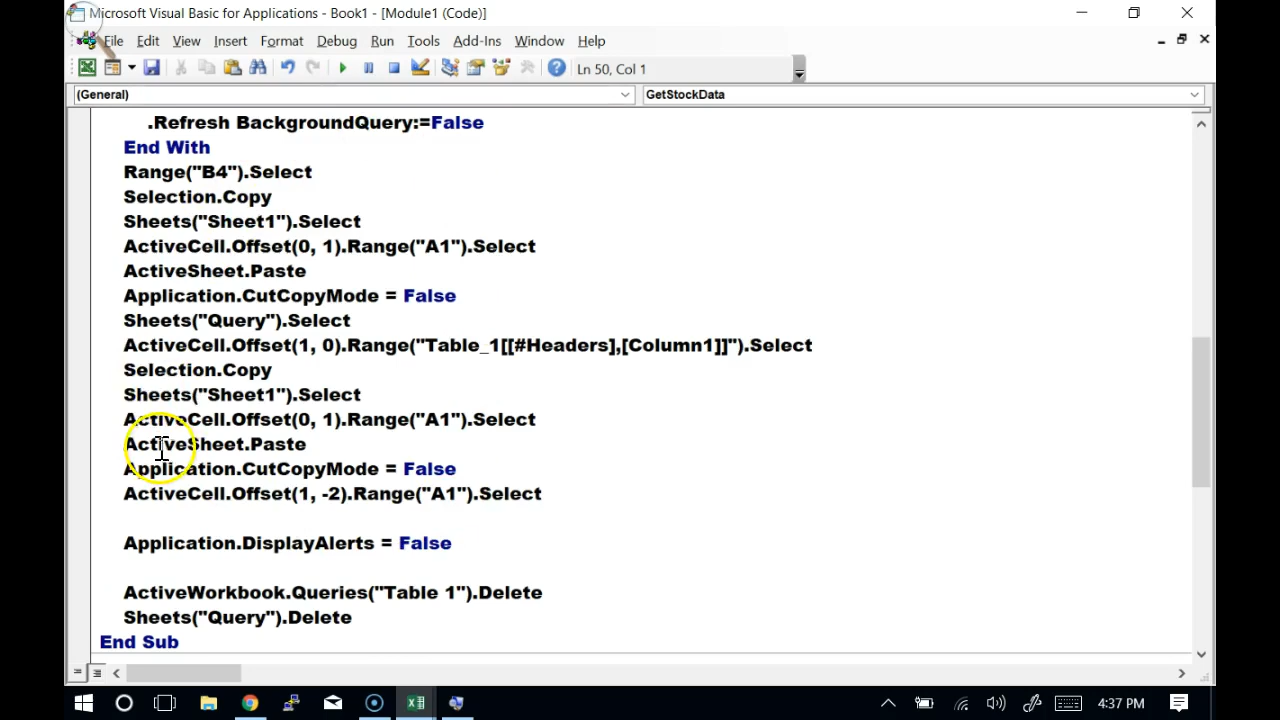 Microsoft Visual Basic for Applications - Book1 - [Module1 (Code)]
File Edit View Insert Format Debug Run Tools Add-Ins Window Help
Ln 50, Col 1
(General) GetStockData
.Refresh BackgroundQuery:=False
End With
Range("B4").Select
Selection.Copy
Sheets("Sheet1").Select
ActiveCell.Offset(0, 1).Range("A1").Select
ActiveSheet.Paste
Application.CutCopyMode = False
Sheets("Query").Select
ActiveCell.Offset(1, 0).Range("Table_1[[#Headers],[Column1]]").Select
Selection.Copy
Sheets("Sheet1").Select
ActiveCell.Offset(0, 1).Range("A1").Select
ActiveSheet.Paste
Application.CutCopyMode = False
ActiveCell.Offset(1, -2).Range("A1").Select
Application.DisplayAlerts = False
ActiveWorkbook.Queries("Table 1").Delete
Sheets("Query").Delete
End Sub
4:37 PM